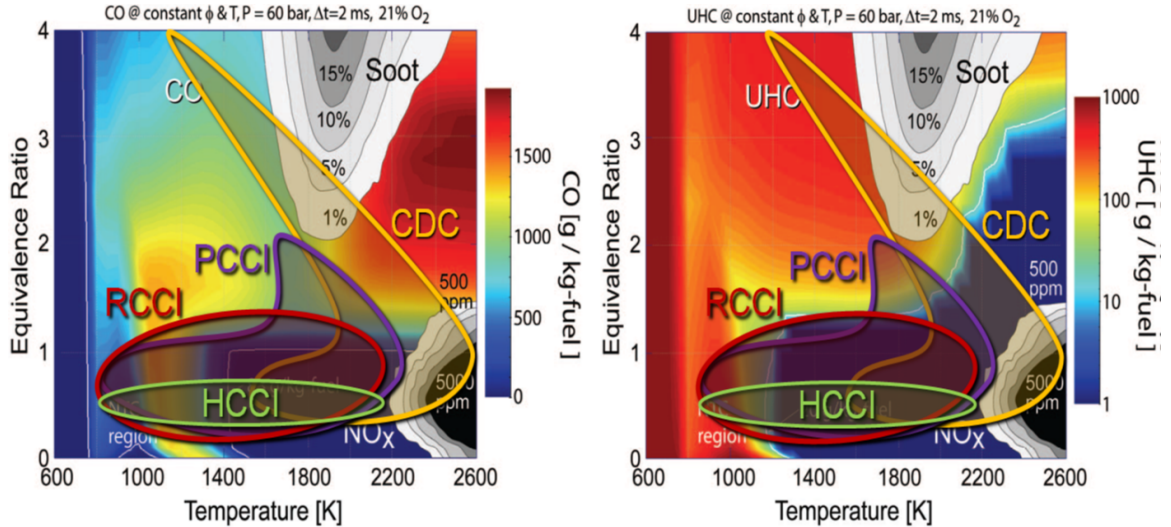 CO @ constant ϕ & T, P = 60 bar, Δt=2 ms, 21% O₂
4
3
2
1
0
Equivalence Ratio
600
1000
1400
1800
2200
2600
Temperature [K]
CO
15%
10%
5%
1%
Soot
CDC
PCCI
RCCI
HCCI
500
ppm
5000
ppm
NOx
region
1500
1000
500
0
CO [g / kg-fuel ]
UHC @ constant ϕ & T, P = 60 bar, Δt=2 ms, 21% O₂
4
3
2
1
0
Equivalence Ratio
600
1000
1400
1800
2200
2600
Temperature [K]
UHC
15%
10%
5%
1%
Soot
CDC
PCCI
RCCI
HCCI
500
ppm
5000
ppm
NOx
region
1000
100
10
1
UHC [ g / kg-fuel ]